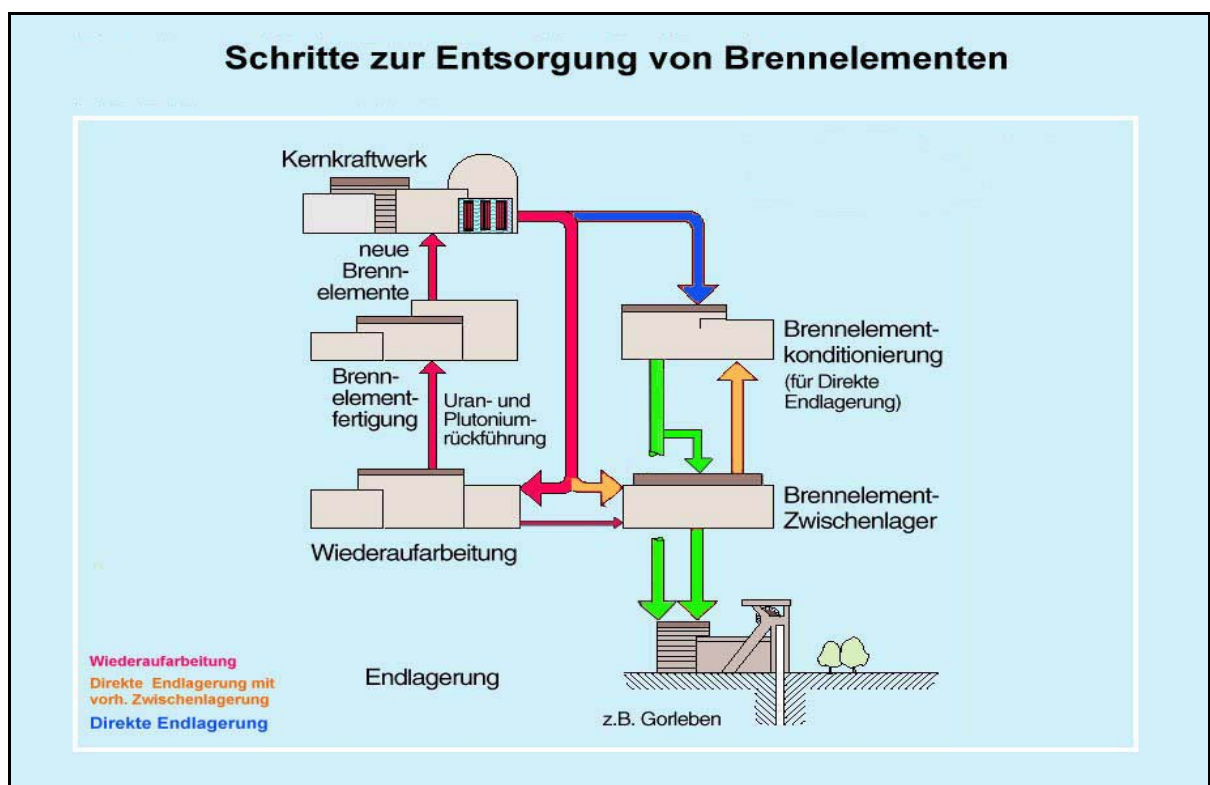 Schritte zur Entsorgung von Brennelementen
Kernkraftwerk
neue
Brenn-
elemente
Brenn-
element-
fertigung
Uran- und
Plutonium-
rückführung
Wiederaufarbeitung
Brennelement-
konditionierung
(für Direkte
Endlagerung)
Brennelement-
Zwischenlager
Endlagerung
z.B. Gorleben
Wiederaufarbeitung
Direkte Endlagerung mit
vorh. Zwischenlagerung
Direkte Endlagerung